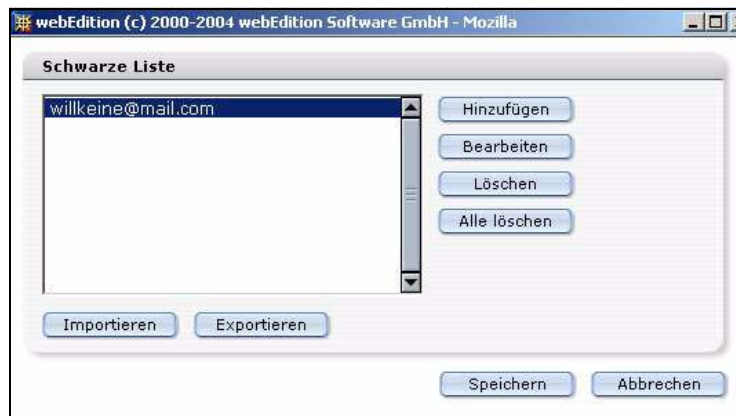 webEdition (c) 2000-2004 webEdition Software GmbH - Mozilla
Schwarze Liste
willkeine@mail.com
Hinzufügen
Bearbeiten
Löschen
Alle löschen
Importieren Exportieren
Speichern Abbrechen